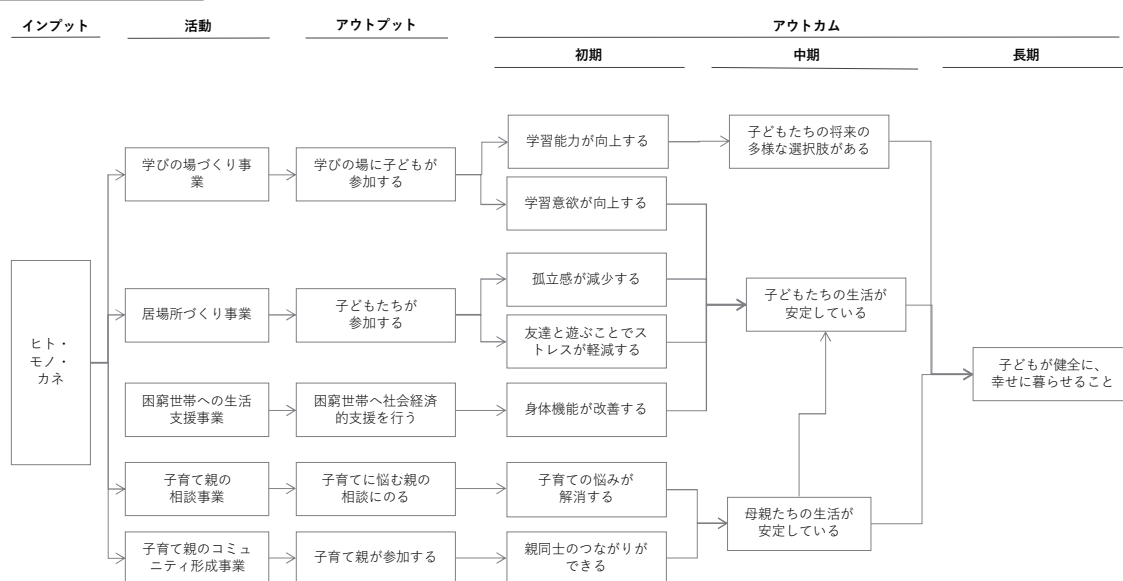 インプット
活動
アウトプット
アウトカム
初期
中期
長期
ヒト・
モノ・
カネ
学びの場づくり事
業
学びの場に子どもが
参加する
学習能力が向上する
子どもたちの将来の
多様な選択肢がある
学習意欲が向上する
居場所づくり事業
子どもたちが
参加する
孤立感が減少する
友達と遊ぶことでス
トレスが軽減する
子どもたちの生活が
安定している
困窮世帯への生活
支援事業
困窮世帯へ社会経済
的支援を行う
身体機能が改善する
子どもが健全に、
幸せに暮らせること
子育て親の
相談事業
子育てに悩む親の
相談にのる
子育ての悩みが
解消する
母親たちの生活が
安定している
子育て親のコミュ
ニティ形成事業
子育て親が参加する
親同士のつながりが
できる